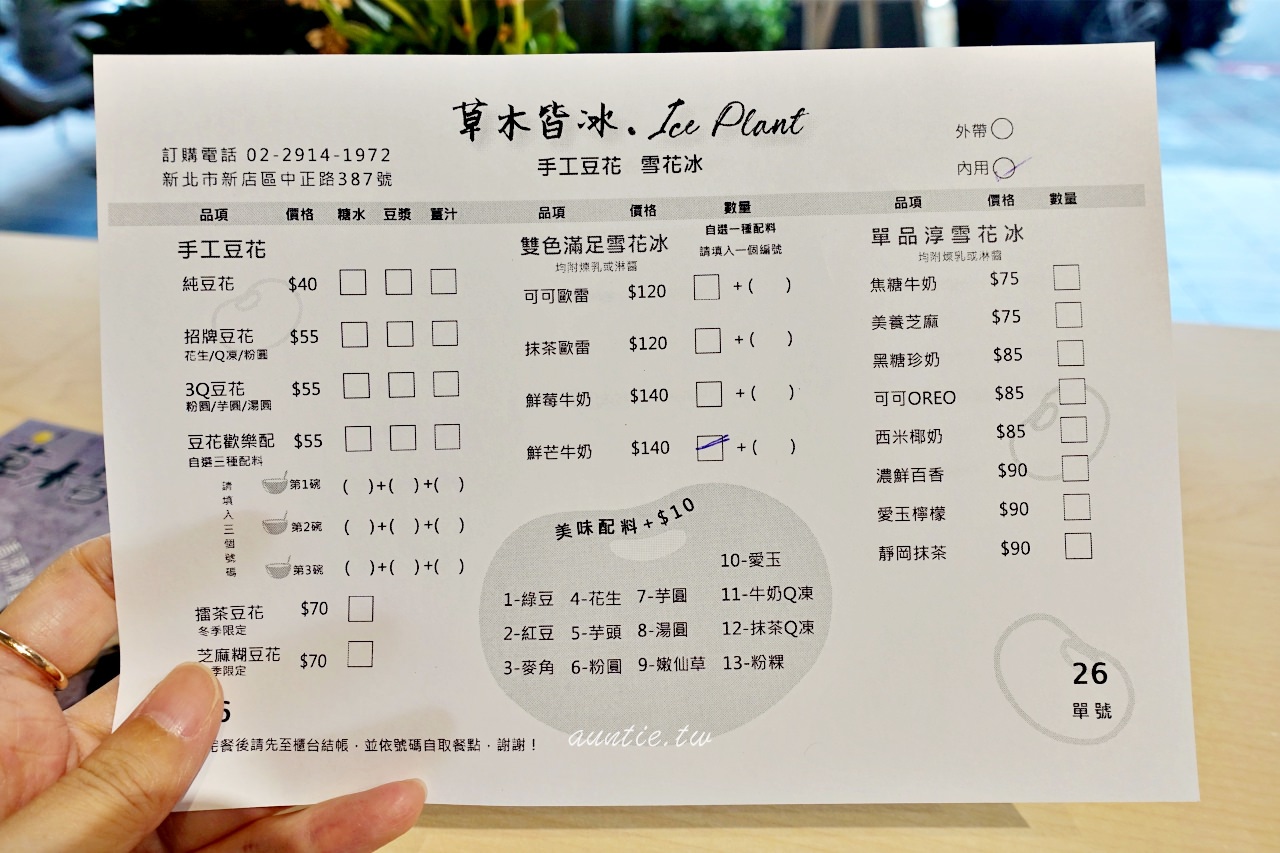 草木皆冰．Ice Plant
手工豆花 雪花冰
訂購電話 02-2914-1972
新北市新店區中正路387號
外帶
內用
品項 價格 糖水 豆漿 薑汁
手工豆花
純豆花 $40
招牌豆花 $55
花生/Q凍/粉圓
3Q豆花 $55
粉圓/芋圓/湯圓
豆花歡樂配 $55
自選三種配料
請填入三個號碼
第1碗 ( )+( )+( )
第2碗 ( )+( )+( )
第3碗 ( )+( )+( )
擂茶豆花 $70
冬季限定
芝麻糊豆花 $70
季限定
6
完餐後請先至櫃台結帳，並依號碼自取餐點，謝謝！
品項 價格 數量
雙色滿足雪花冰
均附煉乳或淋醬
自選一種配料
請填入一個編號
可可歐雷 $120 +( )
抹茶歐雷 $120 +( )
鮮莓牛奶 $140 +( )
鮮芒牛奶 $140 +( )
美味配料+$10
10-愛玉
1-綠豆 4-花生 7-芋圓 11-牛奶Q凍
2-紅豆 5-芋頭 8-湯圓 12-抹茶Q凍
3-麥角 6-粉圓 9-嫩仙草 13-粉粿
auntie.tw
品項 價格 數量
單品淳雪花冰
均附煉乳或淋醬
焦糖牛奶 $75
美養芝麻 $75
黑糖珍奶 $85
可可OREO $85
西米椰奶 $85
濃鮮百香 $90
愛玉檸檬 $90
靜岡抹茶 $90
26
單號